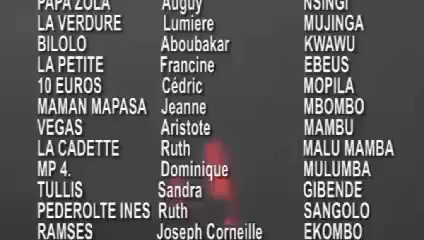 PAPA ZOLA Auguy NSINGI
LA VERDURE Lumiere MUJINGA
BILOLO Aboubakar KWAWU
LA PETITE Francine EBEUS
10 EUROS Cédric MOPILA
MAMAN MAPASA Jeanne MBOMBO
VEGAS Aristote MAMBU
LA CADETTE Ruth MALU MAMBA
MP 4. Dominique MULUMBA
TULLIS Sandra GIBENDE
PEDEROLTE INES Ruth SANGOLO
RAMSES Joseph Corneille EKOMBO